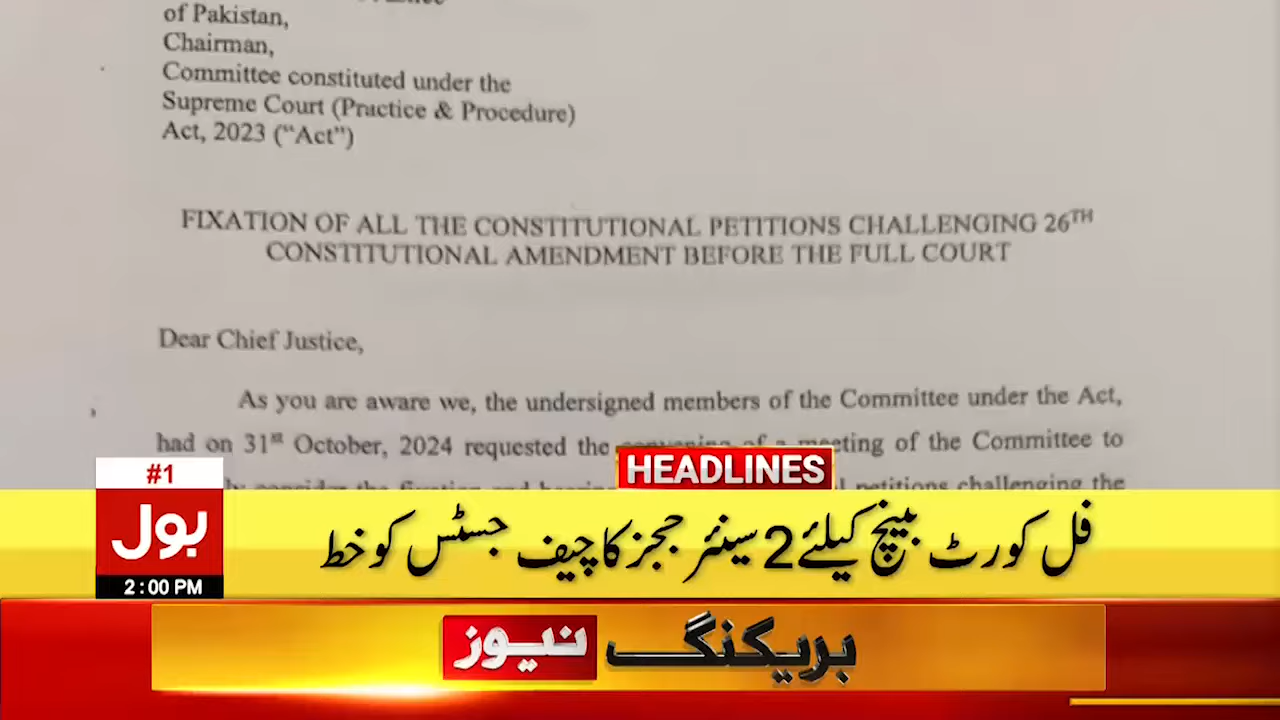 of Pakistan,
Chairman,
Committee constituted under the
Supreme Court (Practice & Procedure)
Act, 2023 ("Act")
FIXATION OF ALL THE CONSTITUTIONAL PETITIONS CHALLENGING 26TH
CONSTITUTIONAL AMENDMENT BEFORE THE FULL COURT
Dear Chief Justice,
As you are aware we, the undersigned members of the Committee under the Act,
had on 31st October, 2024 requested the convening of a meeting of the Committee to
petitions challenging the
HEADLINES
#1
بول
2:00 PM
فل کورٹ بینچ کیلئے 2 سینئر ججز کا چیف جسٹس کو خط
بریکنگ نیوز